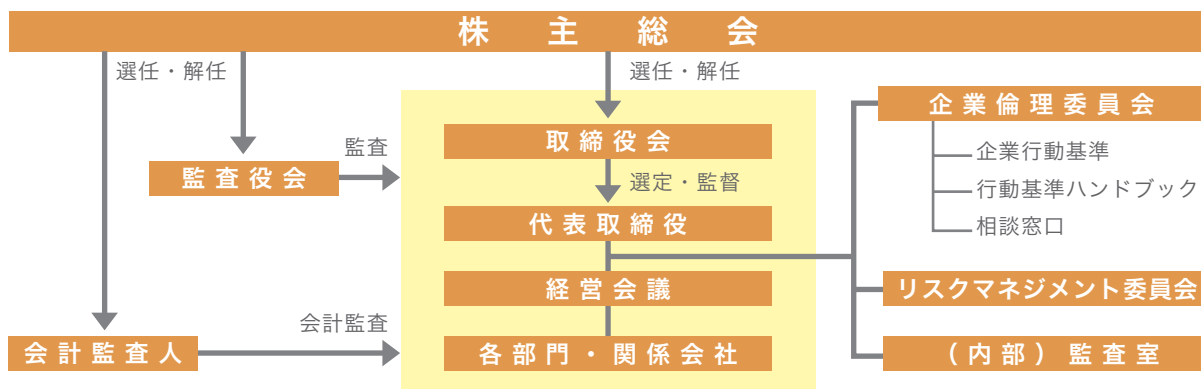 株主総会
選任・解任
選任・解任
企業倫理委員会
取締役会
監査
企業行動基準
監査役会
選定・監督
行動基準ハンドブック
代表取締役
相談窓口
経営会議
リスクマネジメント委員会
会計監査
会計監査人
各部門・関係会社
（内部）監査室